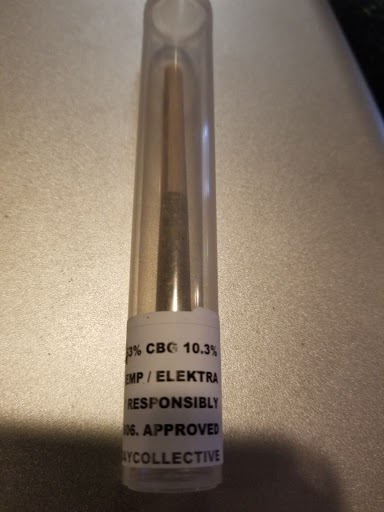 3% CBG 10.3%
EMP / ELEKTRA
RESPONSIBLY
06. APPROVED
AYCOLLECTIVE